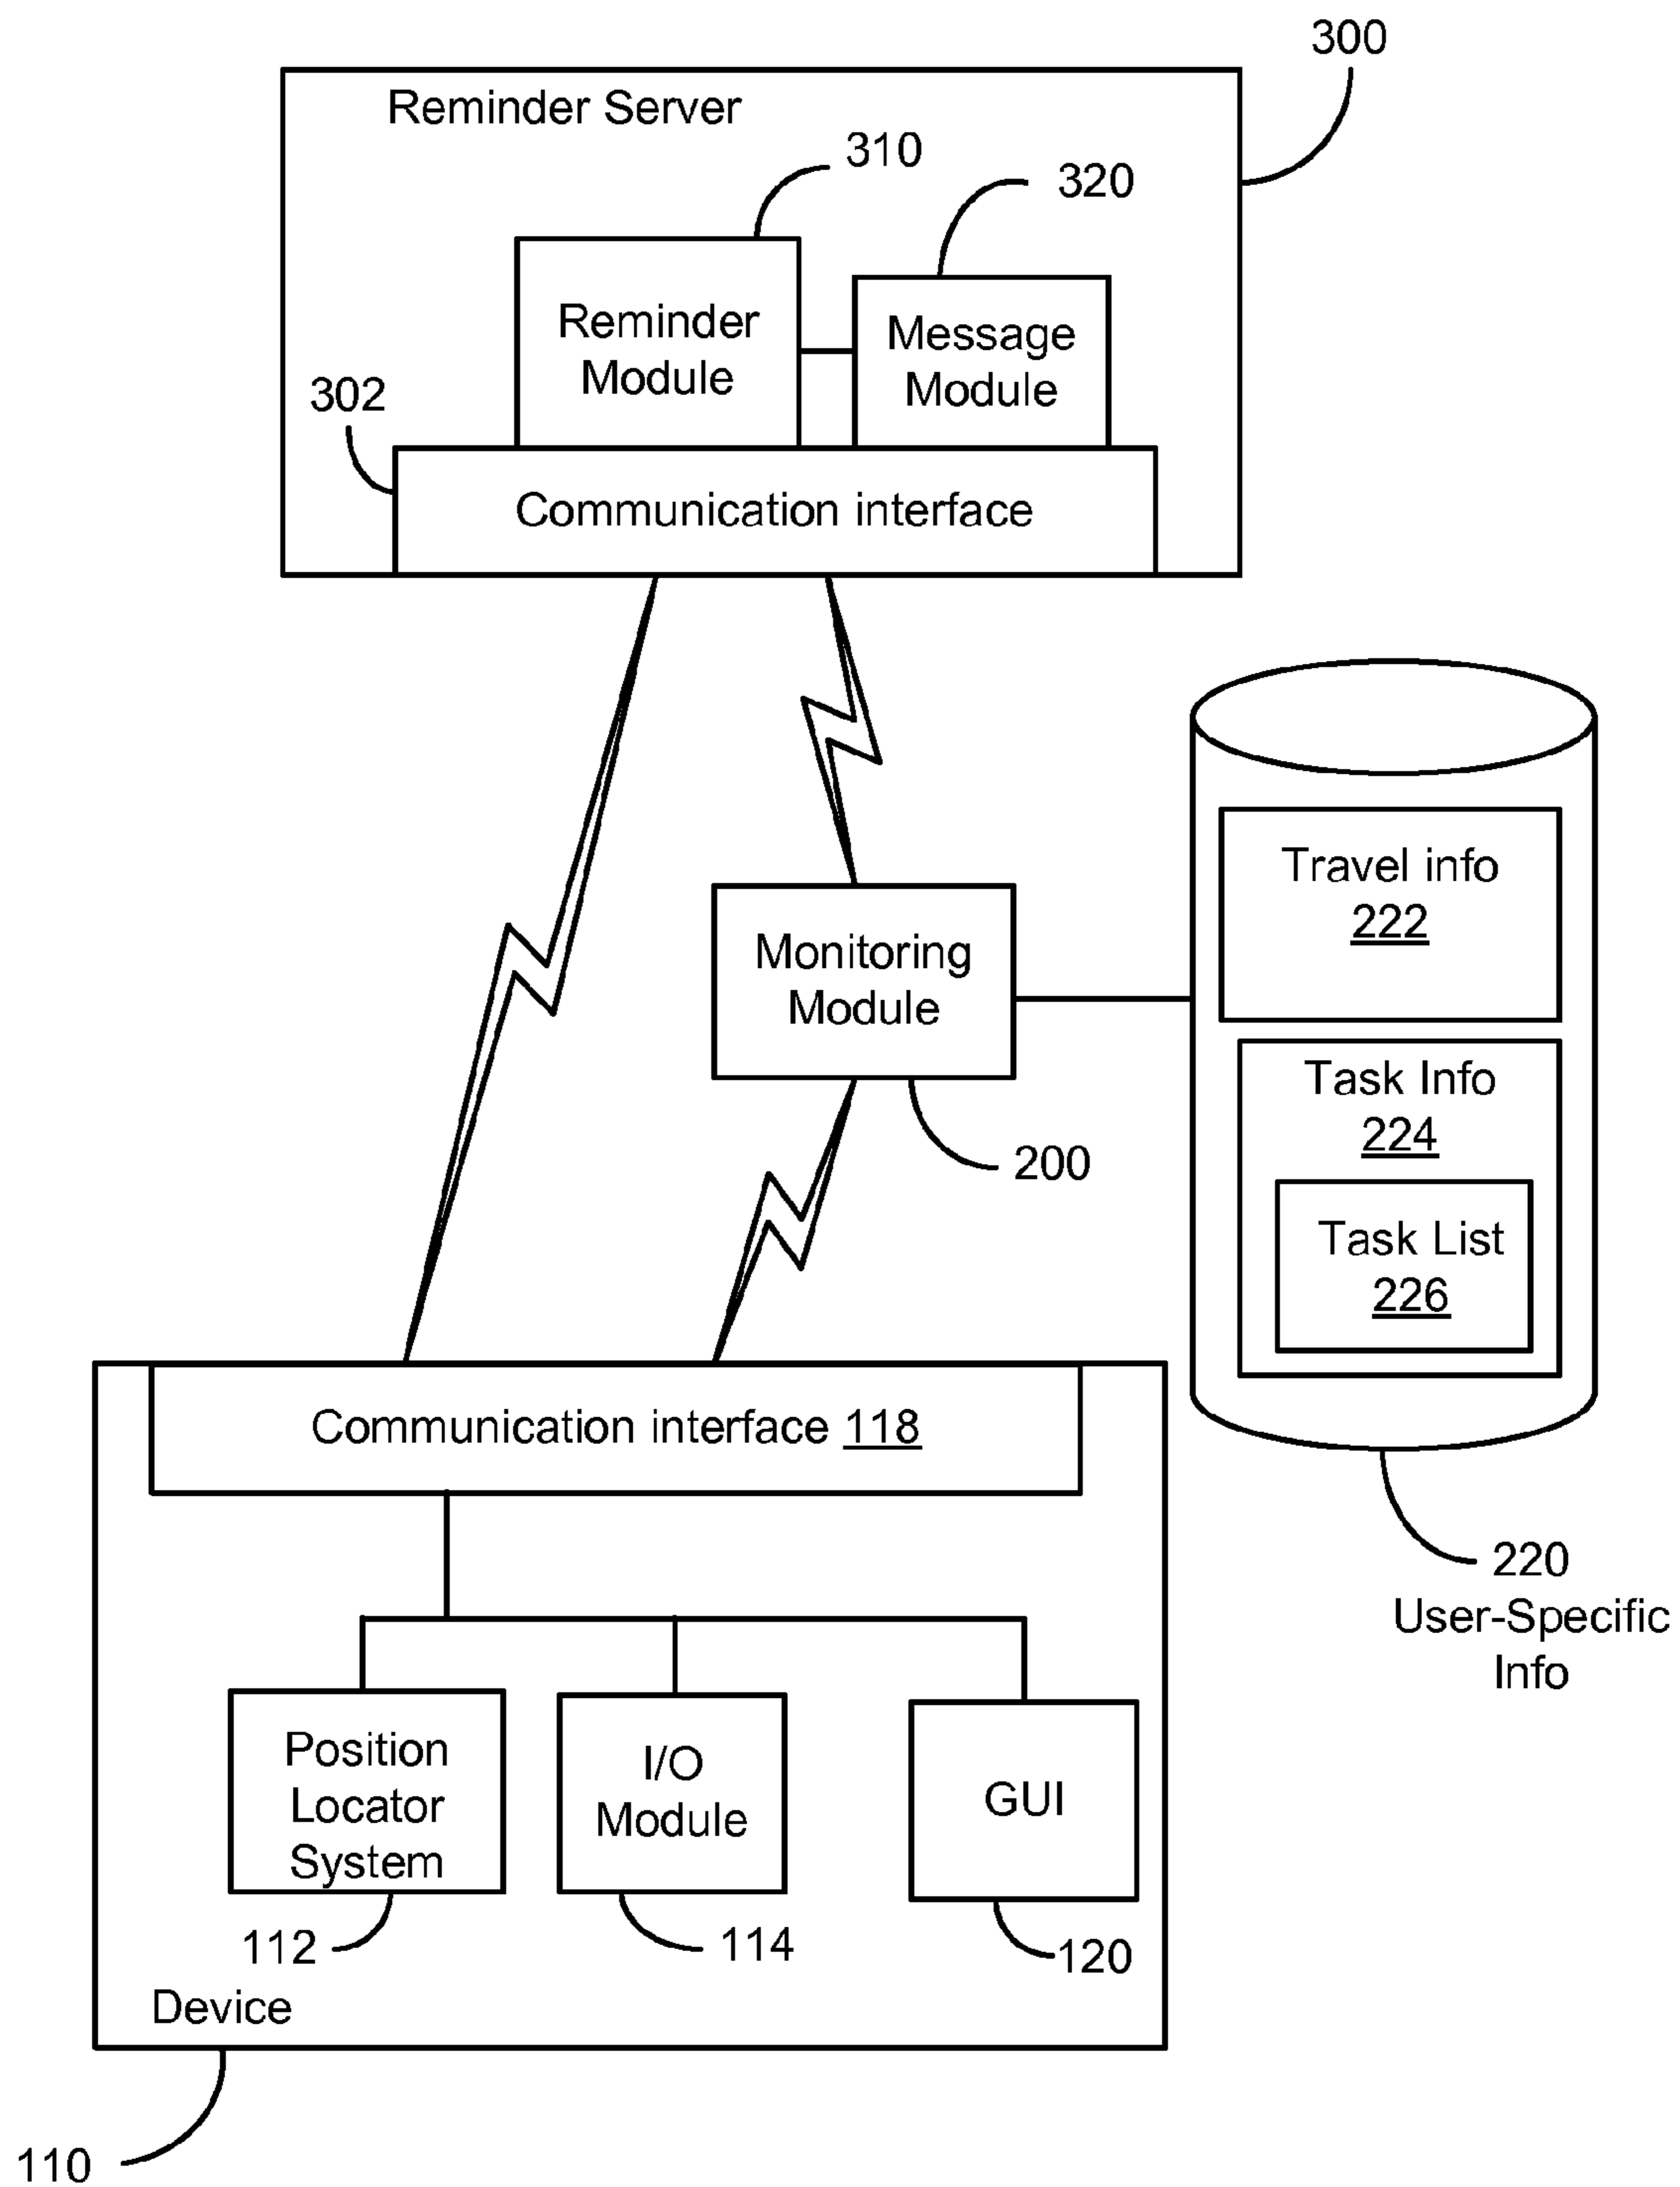 300
Reminder Server
310
320
Reminder
Module
Message
Module
302
Communication interface
Travel info
222
Monitoring
Module
Task Info
224
200
Task List
226
Communication interface 118
220
User-Specific
Info
Position
Locator
System
I/O
Module
GUI
112
114
120
Device
110